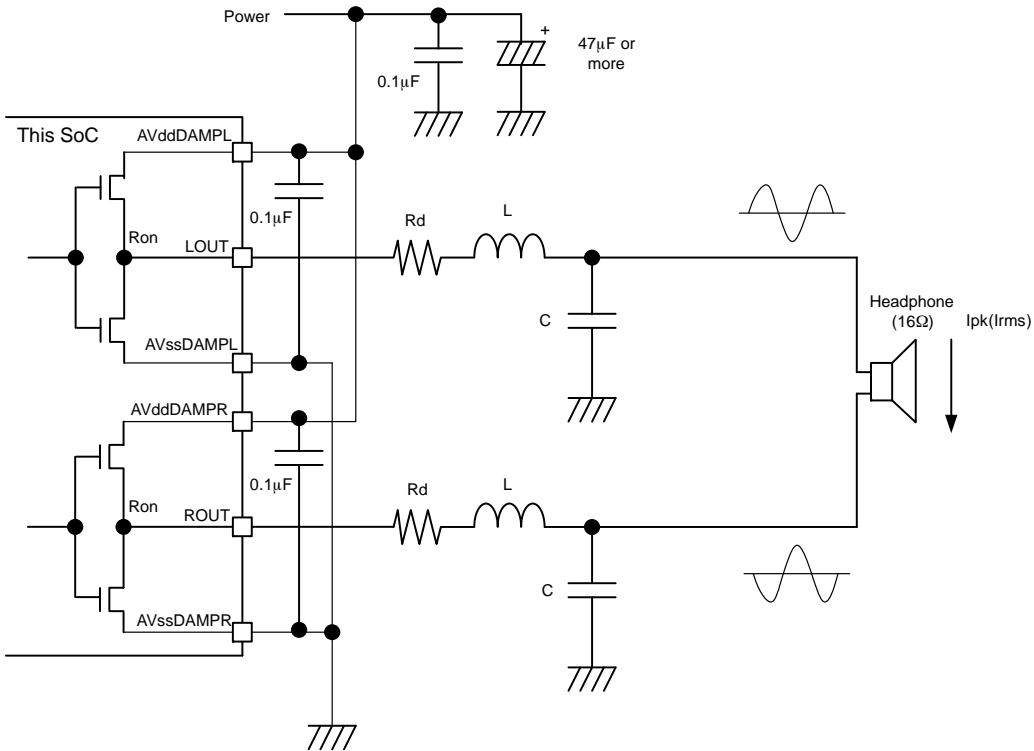 Power
+
47μF or
more
0.1μF
This SoC
AVddDAMPL
0.1μF
Rd
L
Ron
LOUT
C
Headphone
(16Ω)
Ipk(Irms)
AVssDAMPL
AVddDAMPR
0.1μF
Rd
L
Ron
ROUT
C
AVssDAMPR